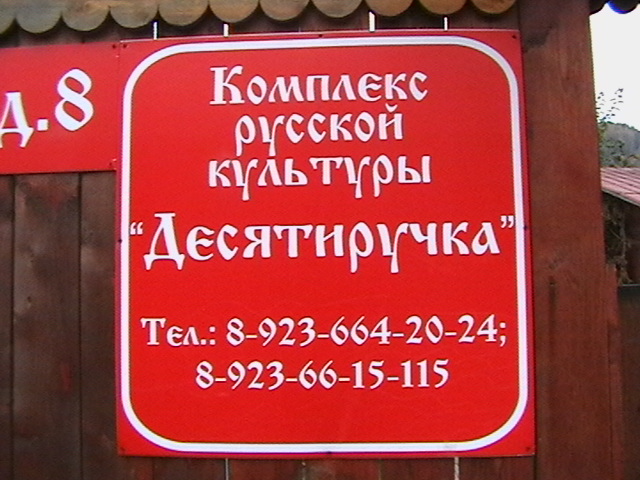 д.8
Комплекс
русской
культуры
"Десятиручка"
Тел.: 8-923-664-20-24;
8-923-66-15-115